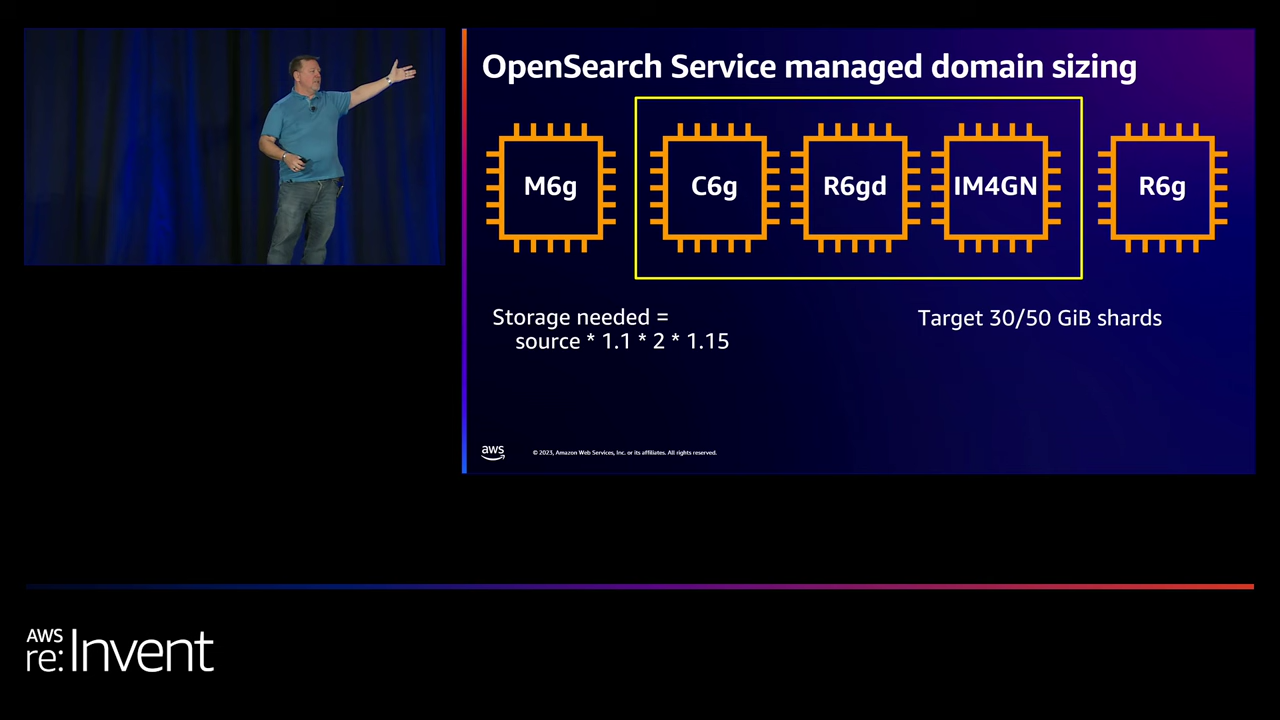 OpenSearch Service managed domain sizing
M6g
C6g
R6gd
IM4GN
R6g
Storage needed =
source * 1.1 * 2 * 1.15
Target 30/50 GiB shards
aws
© 2023, Amazon Web Services, Inc. or its affiliates. All rights reserved.
AWS
re:Invent